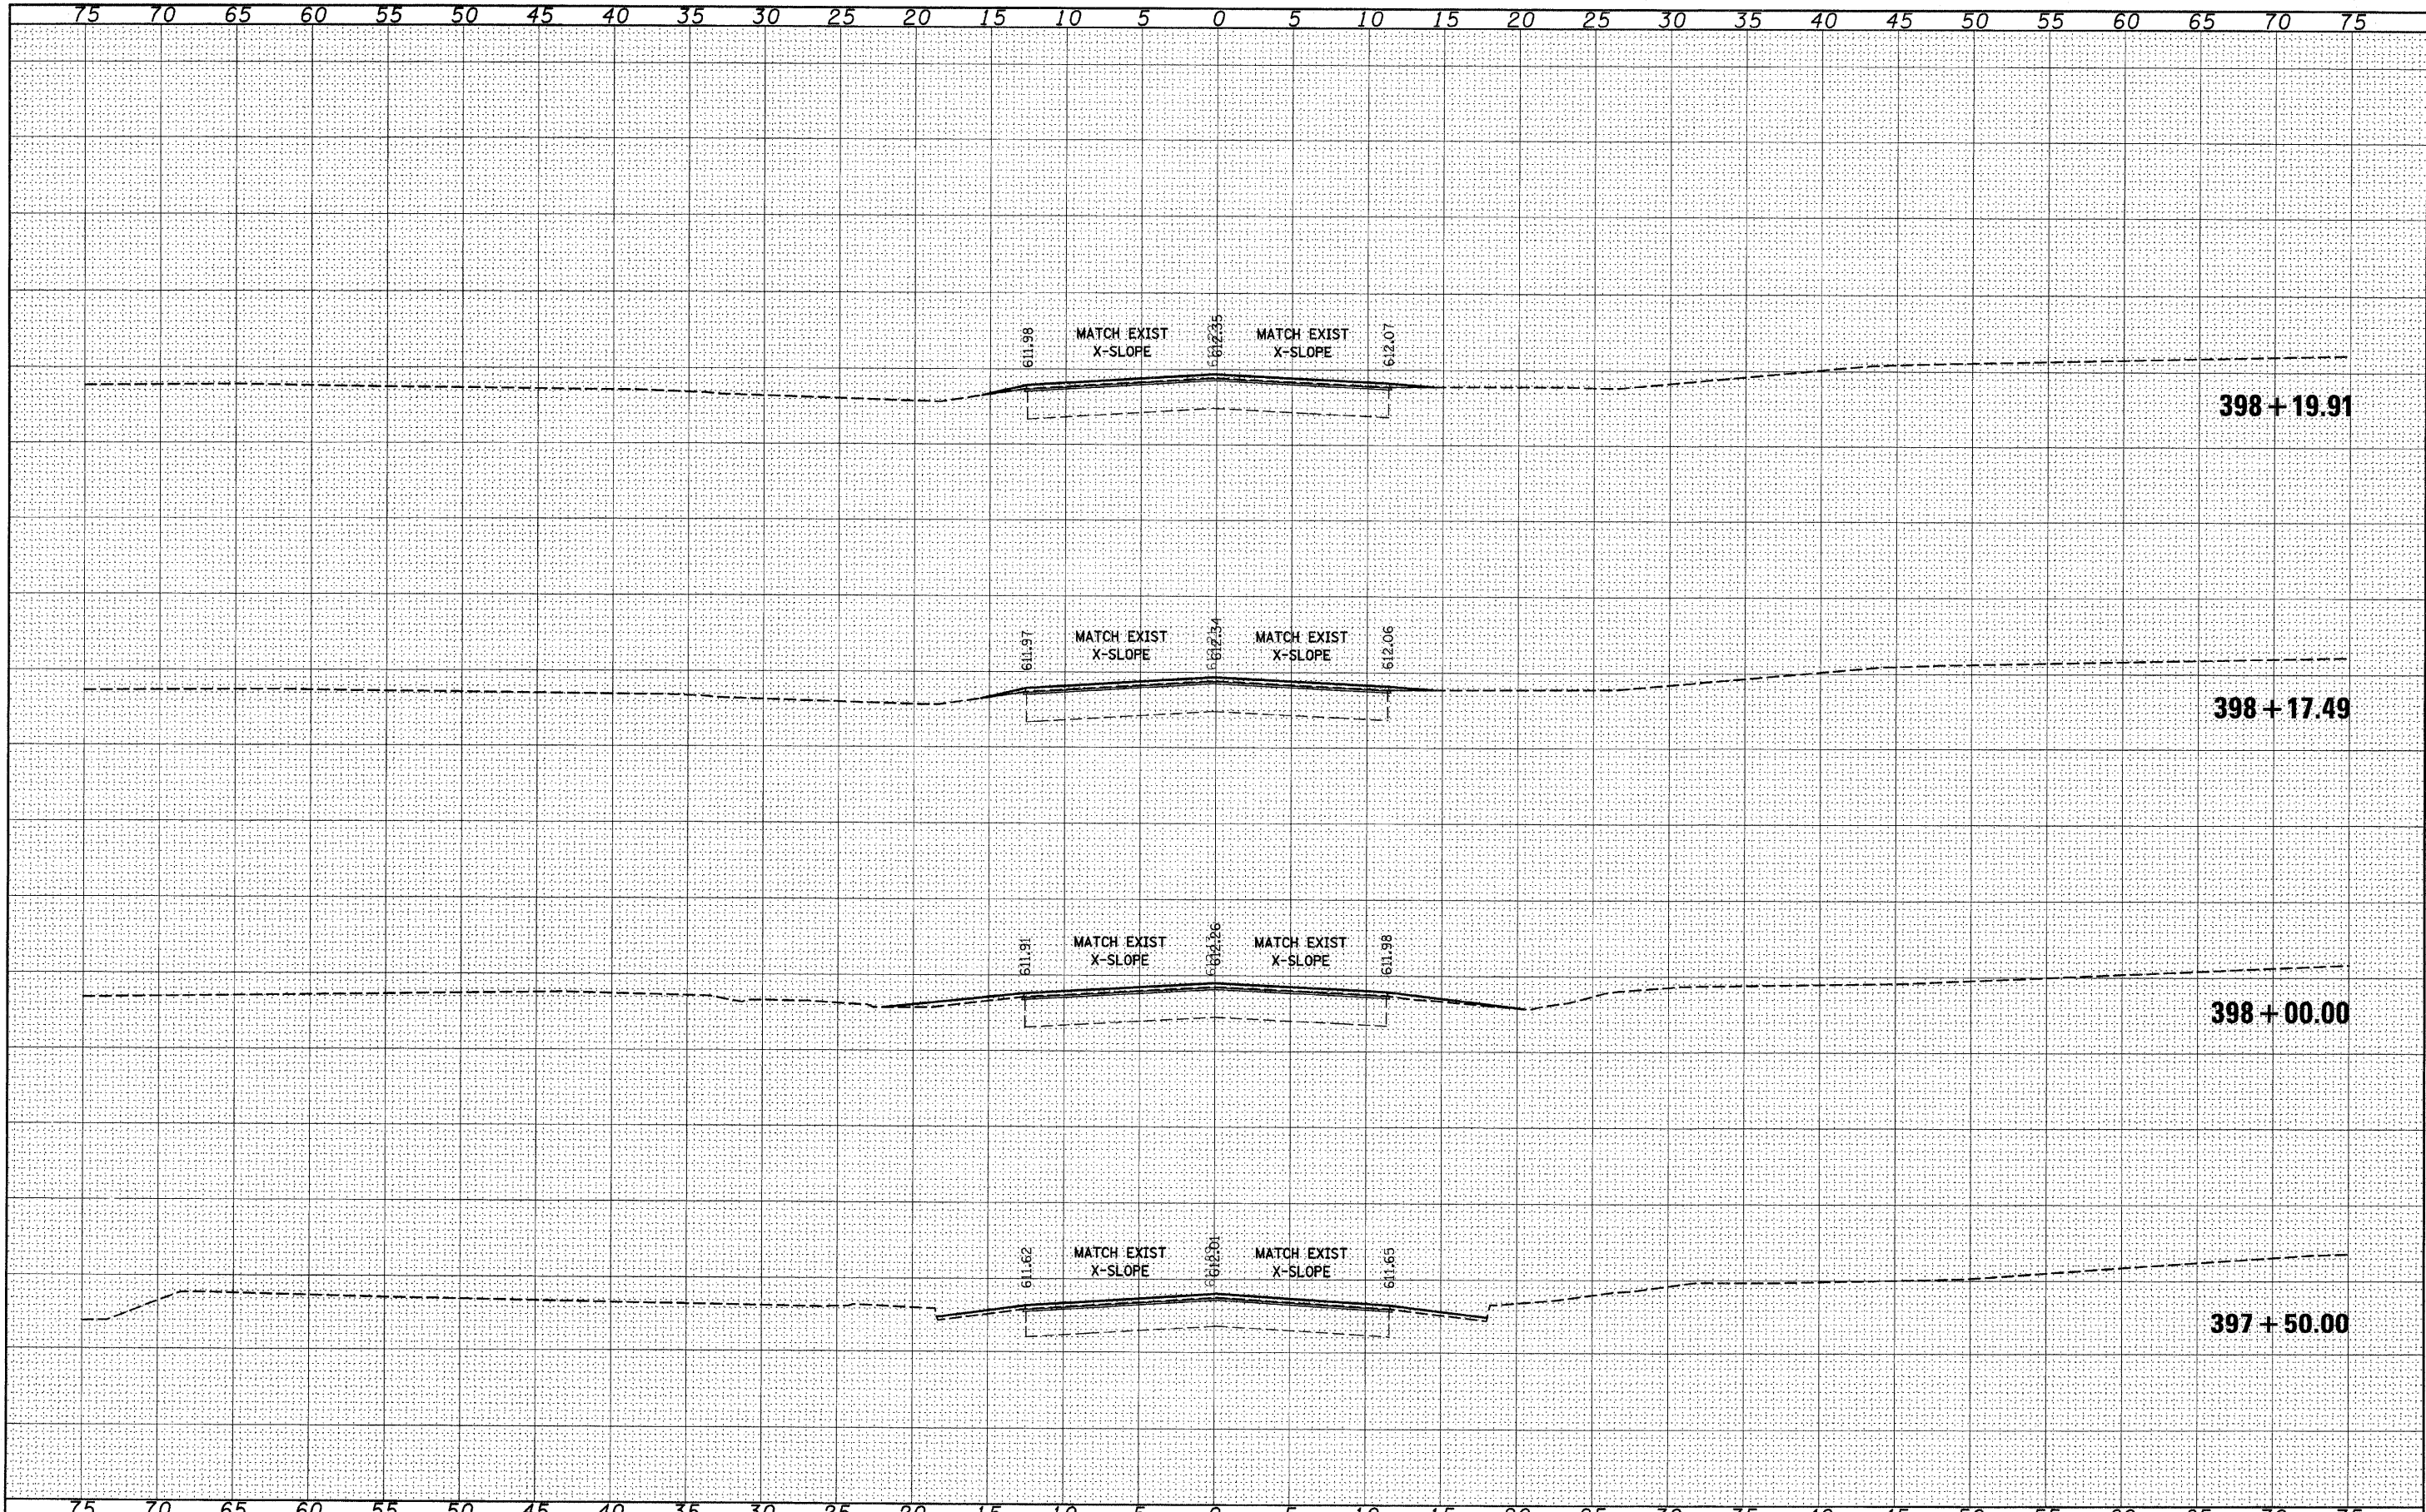 75 70 65 60 55 50 45 40 35 30 25 20 15 10 5 0 5 10 15 20 25 30 35 40 45 50 55 60 65 70 75
611.98 MATCH EXIST X-SLOPE 612.35 MATCH EXIST X-SLOPE 612.07
398+19.91
611.97 MATCH EXIST X-SLOPE 612.34 MATCH EXIST X-SLOPE 612.06
398+17.49
611.91 MATCH EXIST X-SLOPE 612.26 MATCH EXIST X-SLOPE 611.98
398+00.00
611.62 MATCH EXIST X-SLOPE 612.01 MATCH EXIST X-SLOPE 611.65
397+50.00
75 70 65 60 55 50 45 40 35 30 25 20 15 10 5 0 5 10 15 20 25 30 35 40 45 50 55 60 65 70 75